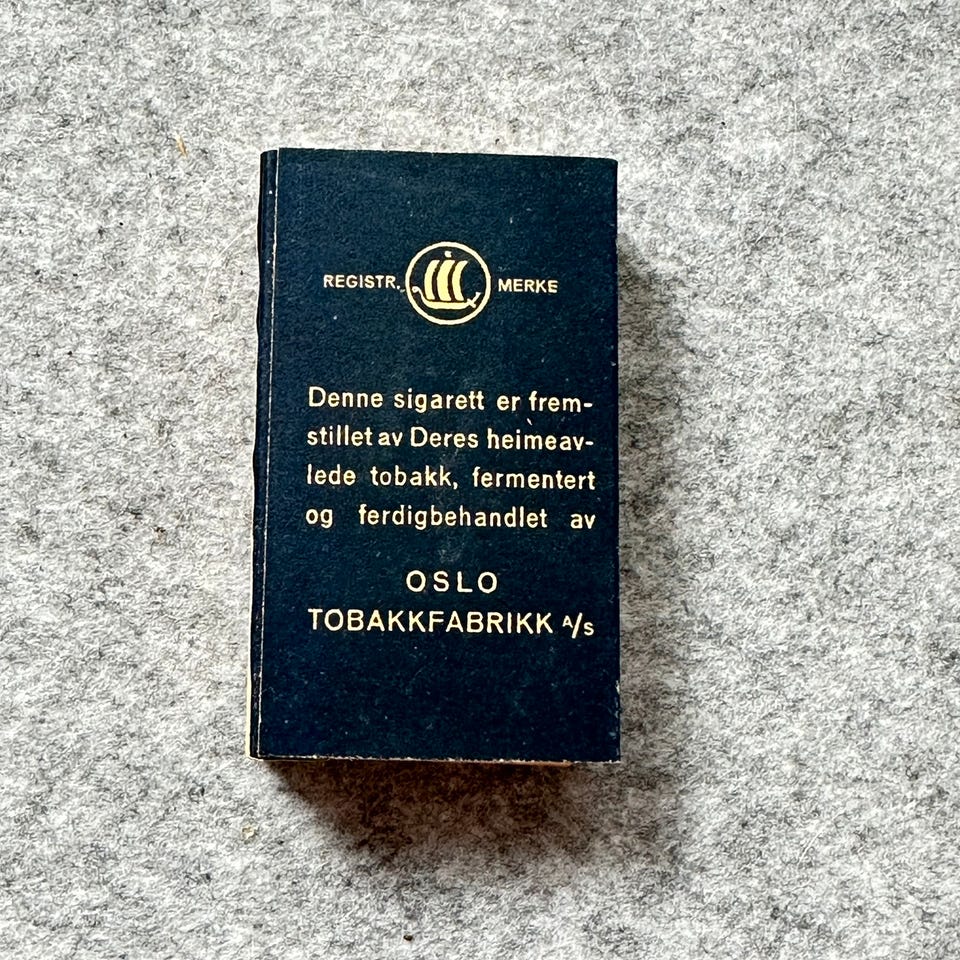 REGISTR. MERKE
Denne sigarett er frem-
stillet av Deres heimeav-
lede tobakk, fermentert
og ferdigbehandlet av
OSLO
TOBAKKFABRIKK A/S